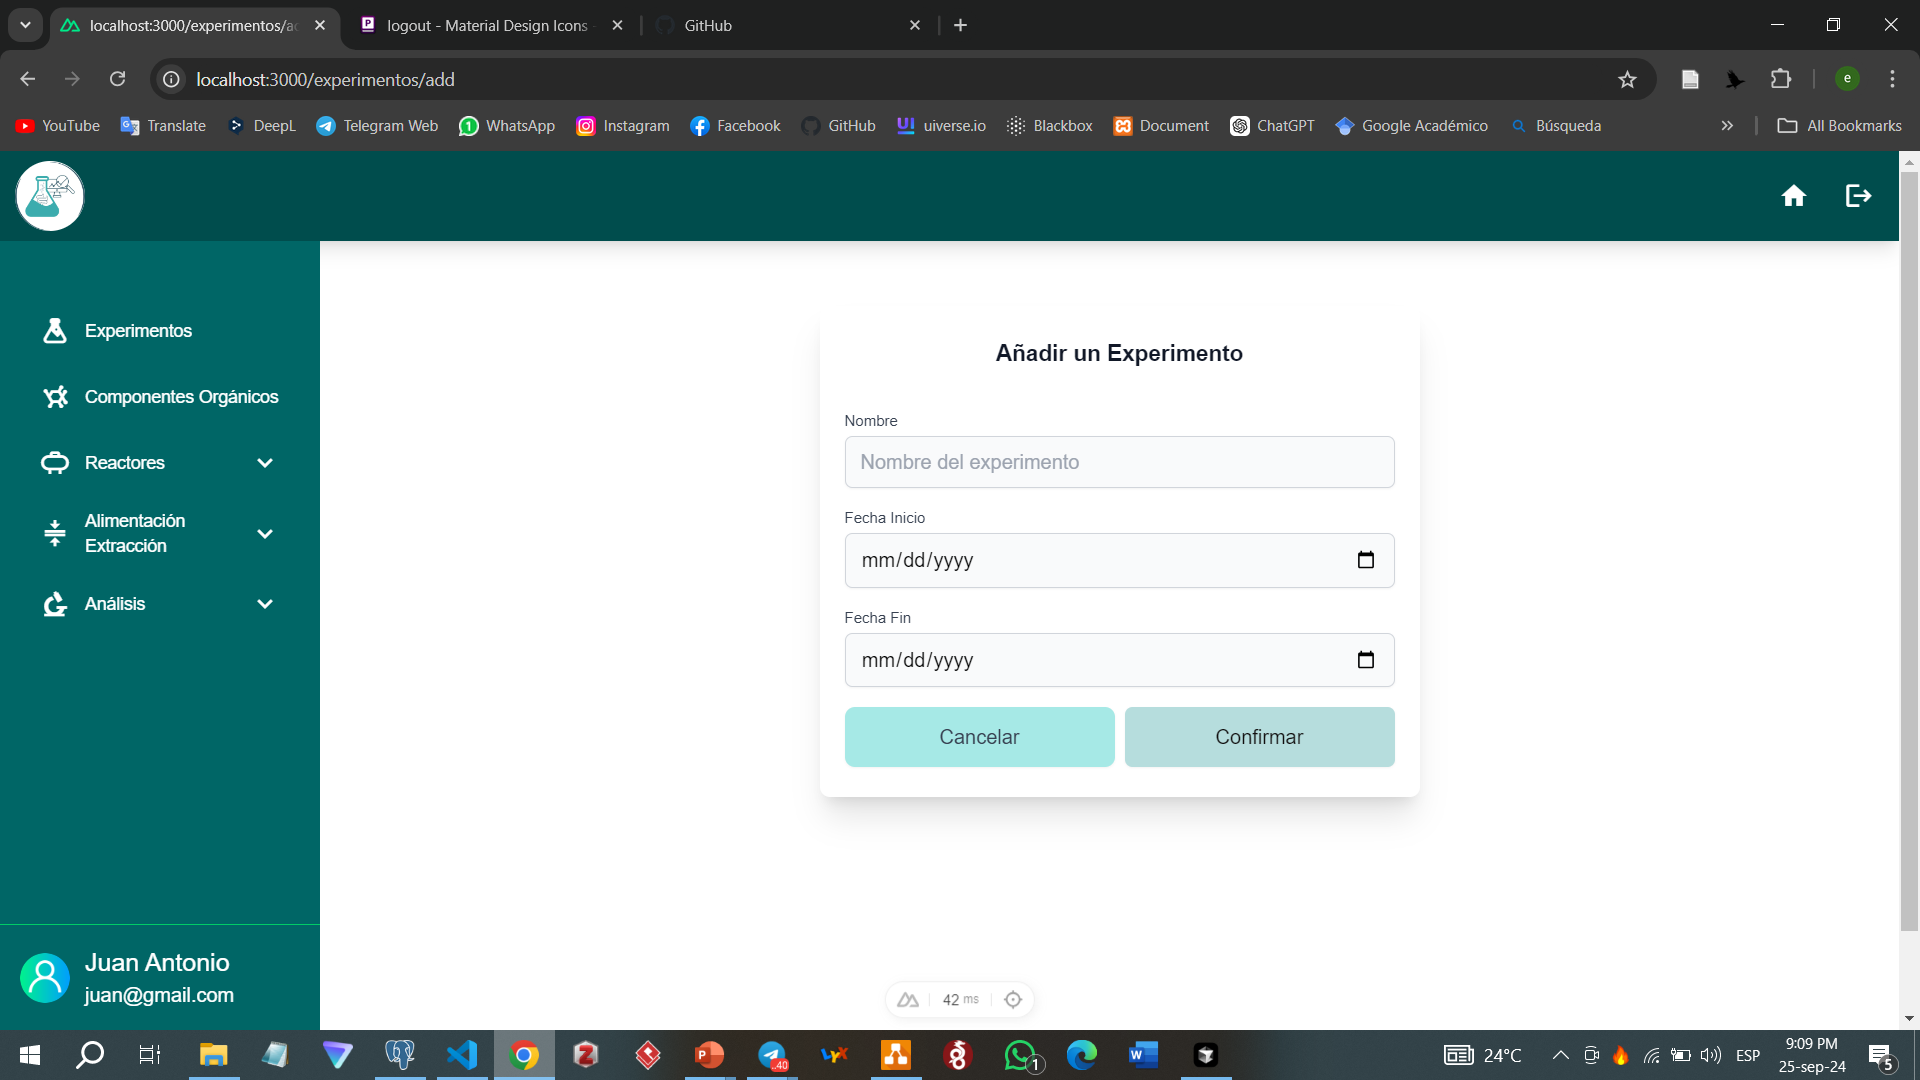 localhost:3000/experimentos/ad
logout - Material Design Icons
GitHub
localhost:3000/experimentos/add
e
YouTube
Translate
DeepL
Telegram Web
WhatsApp
Instagram
Facebook
GitHub
uiverse.io
Blackbox
Document
ChatGPT
Google Académico
Búsqueda
All Bookmarks
Experimentos
Componentes Orgánicos
Reactores
Alimentación
Extracción
Análisis
Juan Antonio
juan@gmail.com
Añadir un Experimento
Nombre
Nombre del experimento
Fecha Inicio
mm/dd/yyyy
Fecha Fin
mm/dd/yyyy
Cancelar
Confirmar
42 ms
24°C
ESP
9:09 PM
25-sep-24
5